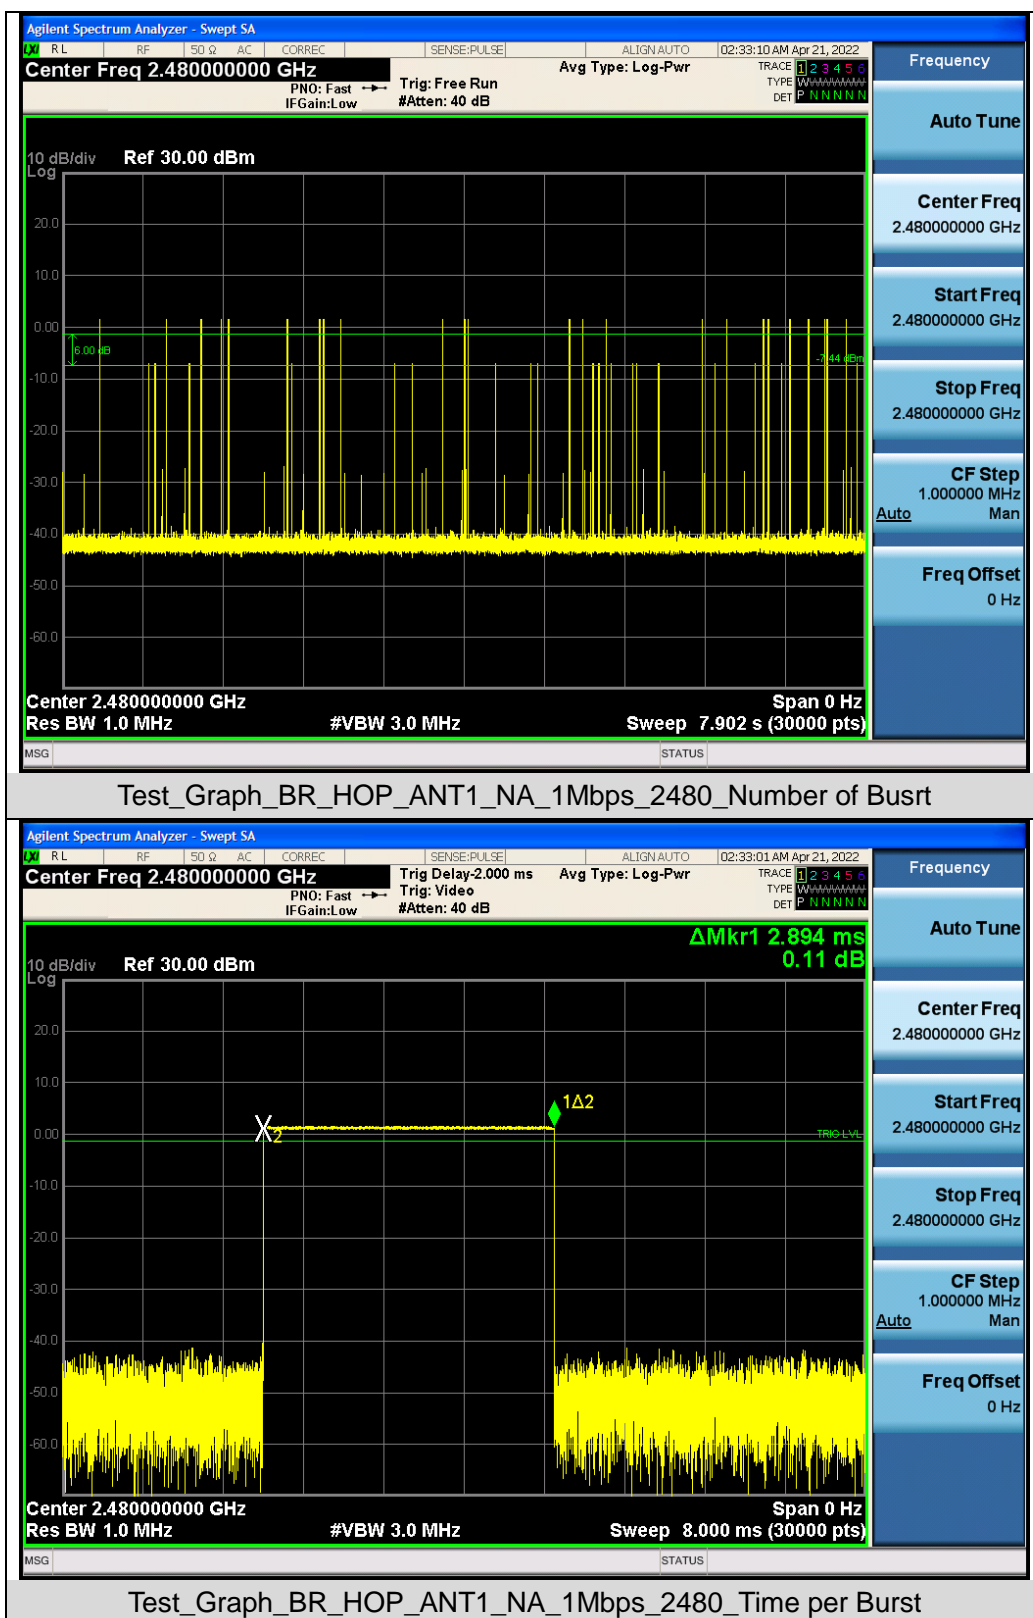 Agilent Spectrum Analyzer - Swept SA
LXI RL RF 50 Ω AC CORREC SENSE:PULSE ALIGN AUTO 02:33:10 AM Apr 21, 2022
Center Freq 2.480000000 GHz
PNO: Fast
IFGain:Low
Trig: Free Run
#Atten: 40 dB
Avg Type: Log-Pwr
TRACE 1 2 3 4 5 6
TYPE WWWWWW
DET P N N N N N
10 dB/div Ref 30.00 dBm
Log
20.0
10.0
0.00
6.00 dB
-7.44 dBm
-10.0
-20.0
-30.0
-40.0
-50.0
-60.0
Center 2.480000000 GHz Span 0 Hz
Res BW 1.0 MHz #VBW 3.0 MHz Sweep 7.902 s (30000 pts)
MSG STATUS
Frequency
Auto Tune
Center Freq
2.480000000 GHz
Start Freq
2.480000000 GHz
Stop Freq
2.480000000 GHz
CF Step
1.000000 MHz
Auto Man
Freq Offset
0 Hz
Test_Graph_BR_HOP_ANT1_NA_1Mbps_2480_Number of Busrt
Agilent Spectrum Analyzer - Swept SA
LXI RL RF 50 Ω AC CORREC SENSE:PULSE ALIGN AUTO 02:33:01 AM Apr 21, 2022
Center Freq 2.480000000 GHz
PNO: Fast
IFGain:Low
Trig Delay-2.000 ms
Trig: Video
#Atten: 40 dB
Avg Type: Log-Pwr
TRACE 1 2 3 4 5 6
TYPE WWWWWW
DET P N N N N N
ΔMkr1 2.894 ms
0.11 dB
10 dB/div Ref 30.00 dBm
Log
20.0
10.0
1Δ2
2
0.00
TRIG LVL
-10.0
-20.0
-30.0
-40.0
-50.0
-60.0
Center 2.480000000 GHz Span 0 Hz
Res BW 1.0 MHz #VBW 3.0 MHz Sweep 8.000 ms (30000 pts)
MSG STATUS
Frequency
Auto Tune
Center Freq
2.480000000 GHz
Start Freq
2.480000000 GHz
Stop Freq
2.480000000 GHz
CF Step
1.000000 MHz
Auto Man
Freq Offset
0 Hz
Test_Graph_BR_HOP_ANT1_NA_1Mbps_2480_Time per Burst